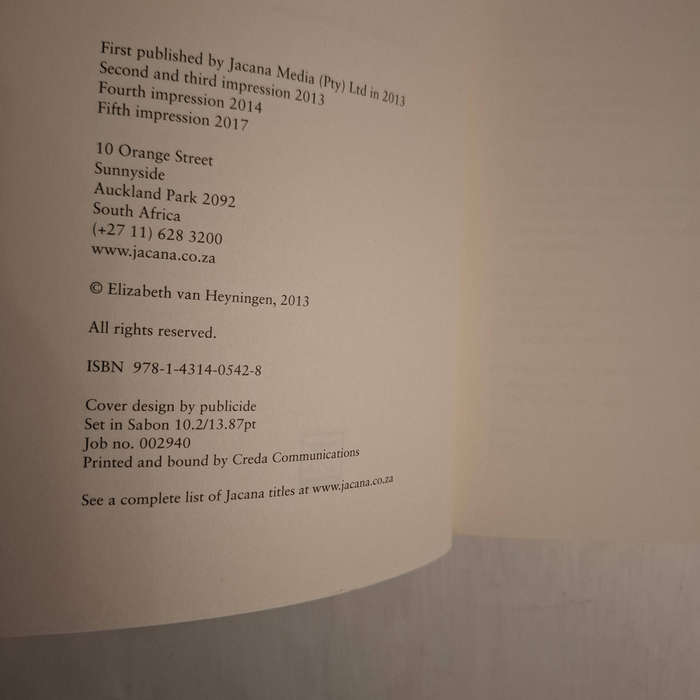 First published by Jacana Media (Pty) Ltd in 2013
Second and third impression 2013
Fourth impression 2014
Fifth impression 2017
10 Orange Street
Sunnyside
Auckland Park 2092
South Africa
(+27 11) 628 3200
www.jacana.co.za
© Elizabeth van Heyningen, 2013
All rights reserved.
ISBN 978-1-4314-0542-8
Cover design by publicide
Set in Sabon 10.2/13.87pt
Job no. 002940
Printed and bound by Creda Communications
See a complete list of Jacana titles at www.jacana.co.za